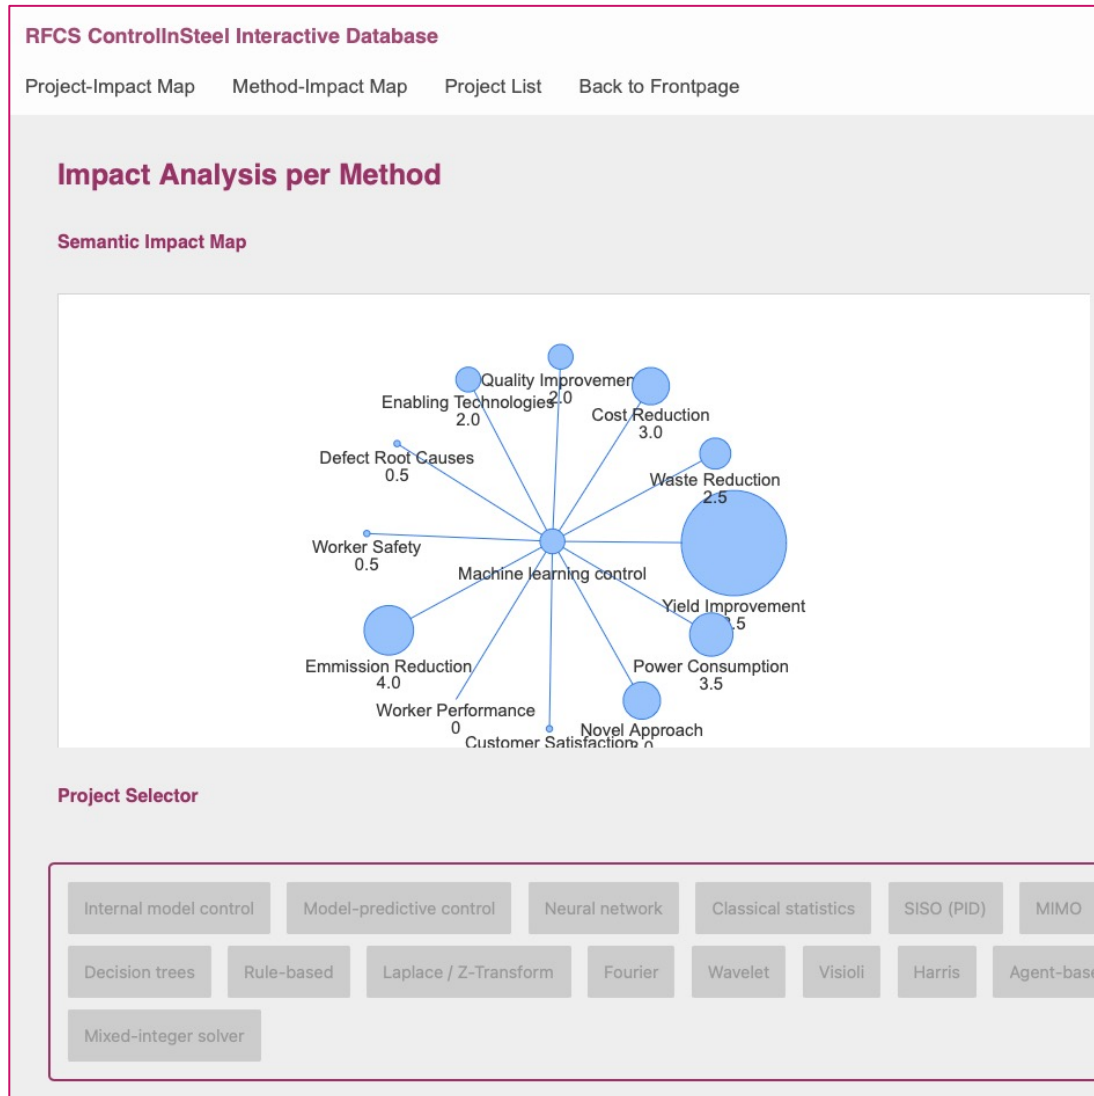 RFCS ControlInSteel Interactive Database
Project-Impact Map Method-Impact Map Project List Back to Frontpage
Impact Analysis per Method
Semantic Impact Map
Quality Improvemen
2.0
Enabling Technologies
2.0
Cost Reduction
3.0
Defect Root Causes
0.5
Waste Reduction
2.5
Worker Safety
0.5
Machine learning control
Yield Improvement
.5
Emmission Reduction
4.0
Power Consumption
3.5
Worker Performance
0
Novel Approach
Customer Satisfaction
Project Selector
Internal model control Model-predictive control Neural network Classical statistics SISO (PID) MIMO
Decision trees Rule-based Laplace / Z-Transform Fourier Wavelet Visioli Harris Agent-base
Mixed-integer solver